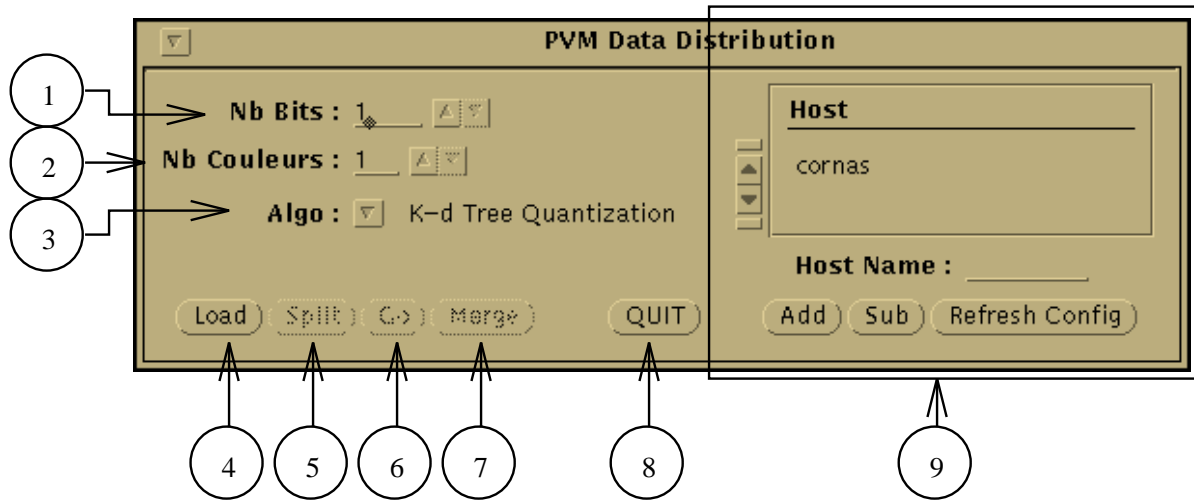 PVM Data Distribution
1
Nb Bits : 1
Host
2
Nb Couleurs : 1
cornas
3
Algo : K-d Tree Quantization
Host Name :
Load Split Go Merge QUIT Add Sub Refresh Config
4 5 6 7 8 9